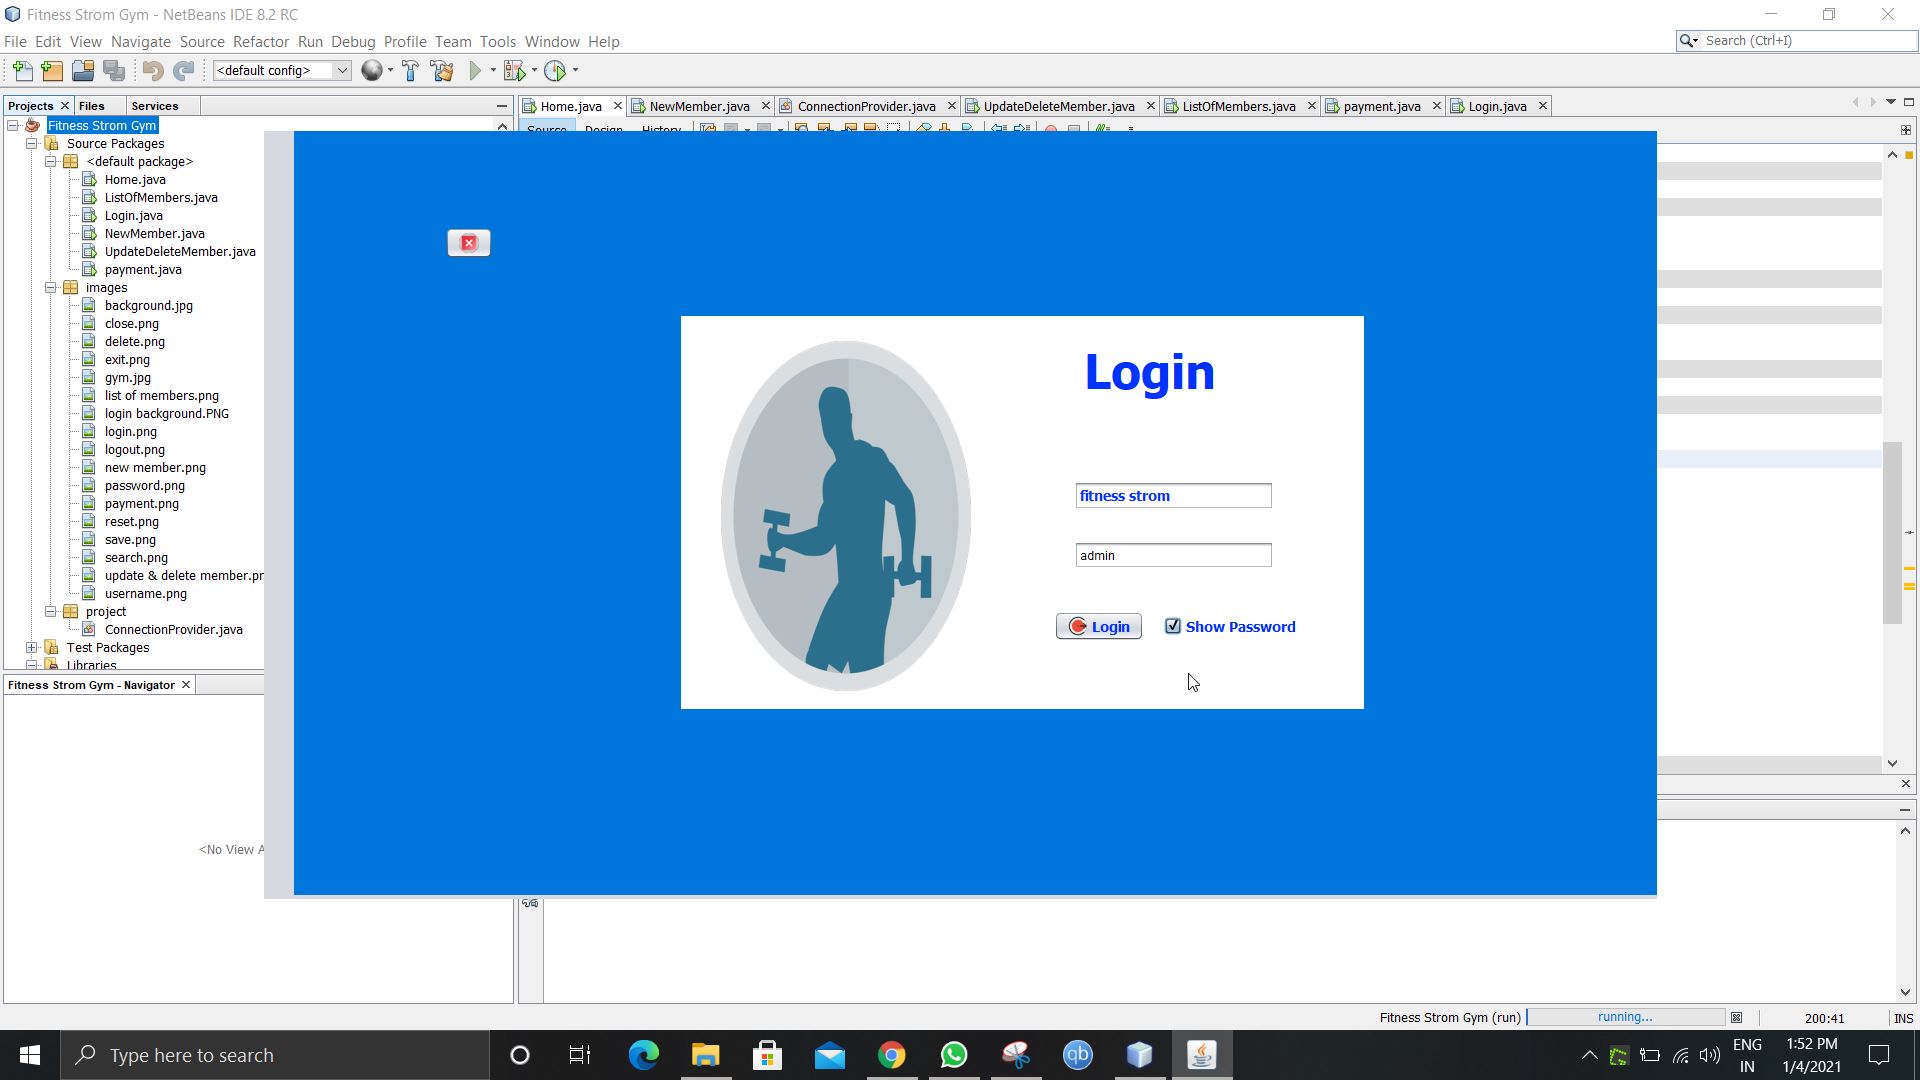 Fitness Strom Gym - NetBeans IDE 8.2 RC
File Edit View Navigate Source Refactor Run Debug Profile Team Tools Window Help
Search (Ctrl+I)
<default config>
Projects Files Services
Home.java NewMember.java ConnectionProvider.java UpdateDeleteMember.java ListOfMembers.java payment.java Login.java
Source Design History
Fitness Strom Gym
Source Packages
<default package>
Home.java
ListOfMembers.java
Login.java
NewMember.java
UpdateDeleteMember.java
payment.java
images
background.jpg
close.png
delete.png
exit.png
gym.jpg
list of members.png
login background.PNG
login.png
logout.png
new member.png
password.png
payment.png
reset.png
save.png
search.png
update & delete member.pr
username.png
project
ConnectionProvider.java
Test Packages
Libraries
Fitness Strom Gym - Navigator
<No View A
Login
fitness strom
admin
Login
Show Password
Fitness Strom Gym (run) running... 200:41 INS
Type here to search
qb
ENG
IN
1:52 PM
1/4/2021